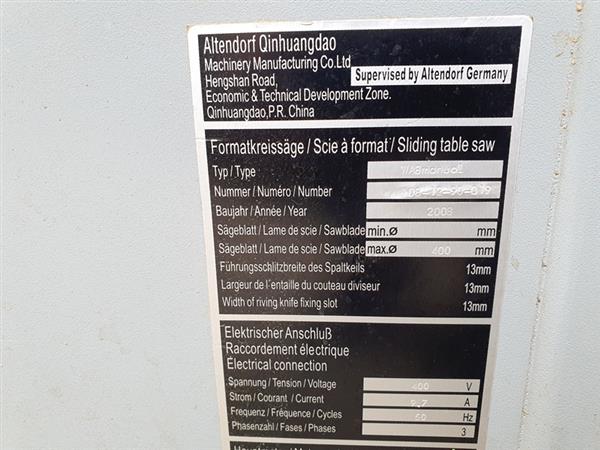 Altendorf Qinhuangdao
Machinery Manufacturing Co.Ltd
Hengshan Road,
Economic & Technical Development Zone.
Qinhuangdao,P.R. China
Supervised by Altendorf Germany
Formatkreissäge / Scie à format / Sliding table saw
Typ / Type
Nummer / Numéro / Number
Baujahr / Année / Year 2008
Sägeblatt / Lame de scie / Sawblade min.ø mm
Sägeblatt / Lame de scie / Sawblade max.ø 400 mm
Führungsschlitzbreite des Spaltkeils 13mm
Largeur de l'entaille du couteau diviseur 13mm
Width of riving knife fixing slot 13mm
Elektrischer Anschluß
Raccordement électrique
Électrical connection
Spannung / Tension / Voltage 400 V
Strom / Courant / Current 9.7 A
Frequenz / Fréquence / Cycles Hz
Phasenzahl / Fases / Phases 3